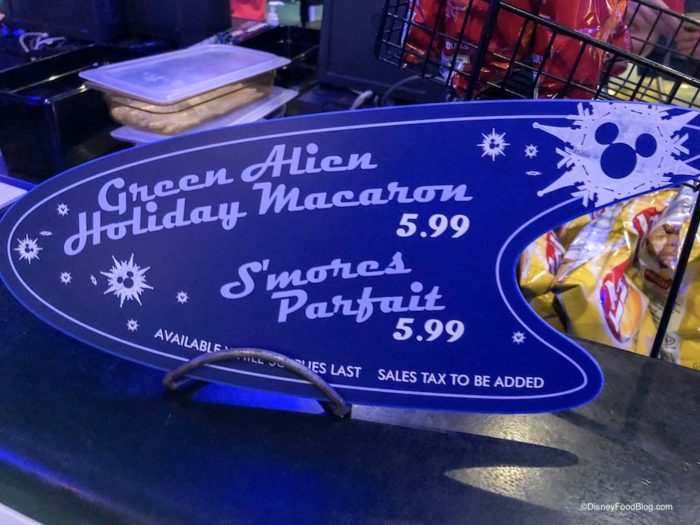 Green Alien
Holiday Macaron
5.99
S'mores
Parfait
5.99
AVAILABLE LAST SALES TAX TO BE ADDED
©DisneyFoodBlog.com